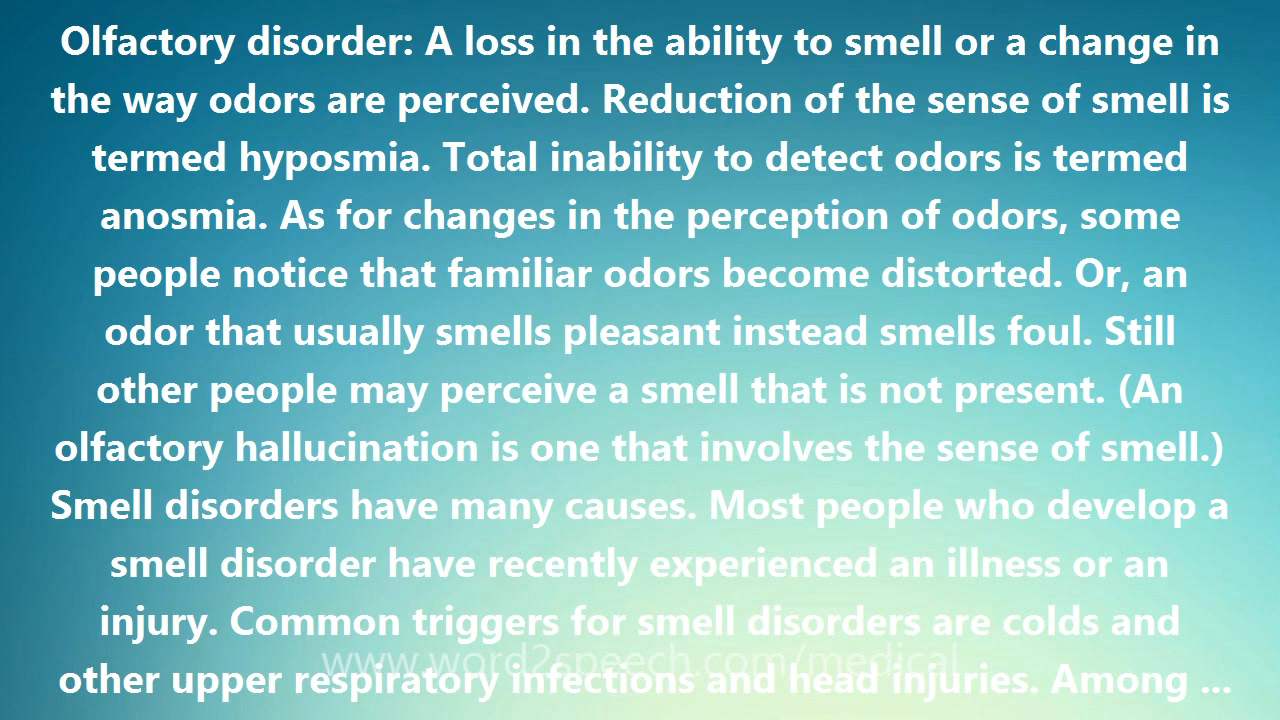 Olfactory disorder: A loss in the ability to smell or a change in
the way odors are perceived. Reduction of the sense of smell is
termed hyposmia. Total inability to detect odors is termed
anosmia. As for changes in the perception of odors, some
people notice that familiar odors become distorted. Or, an
odor that usually smells pleasant instead smells foul. Still
other people may perceive a smell that is not present. (An
olfactory hallucination is one that involves the sense of smell.)
Smell disorders have many causes. Most people who develop a
smell disorder have recently experienced an illness or an
injury. Common triggers for smell disorders are colds and
www.word2speech.com/medical
other upper respiratory infections and head injuries. Among ...